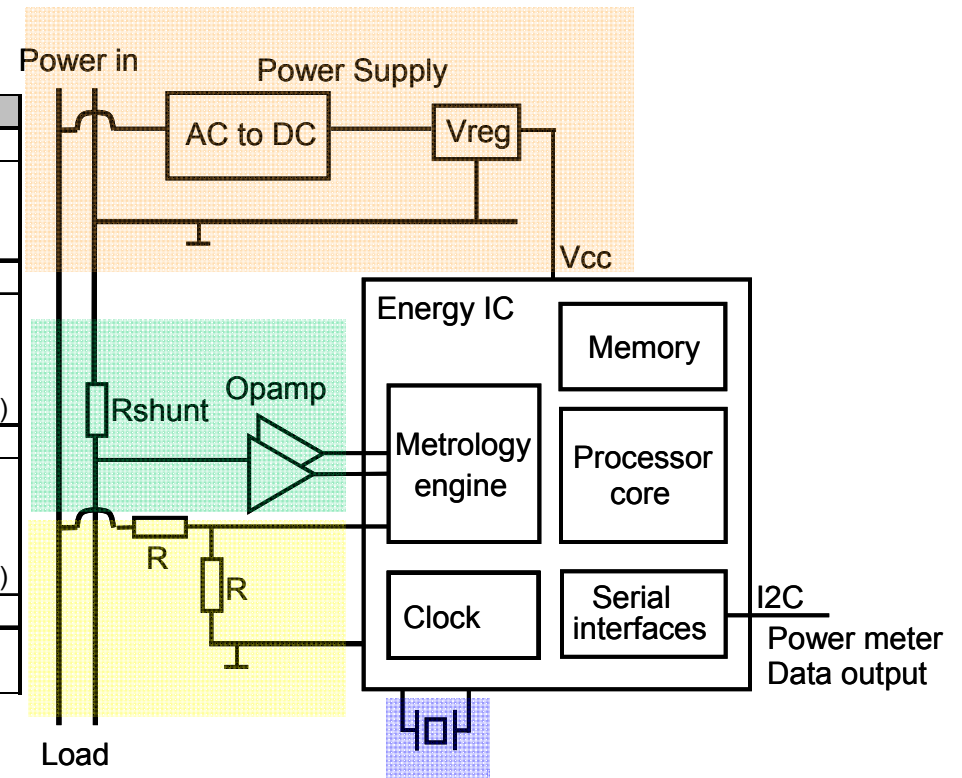 Power in
Power Supply
AC to DC
Vreg
Vcc
Energy IC
Memory
)
Opamp
Rshunt
Metrology
engine
Processor
core
R
R
)
Clock
Serial
interfaces
I2C
Power meter
Data output
Load